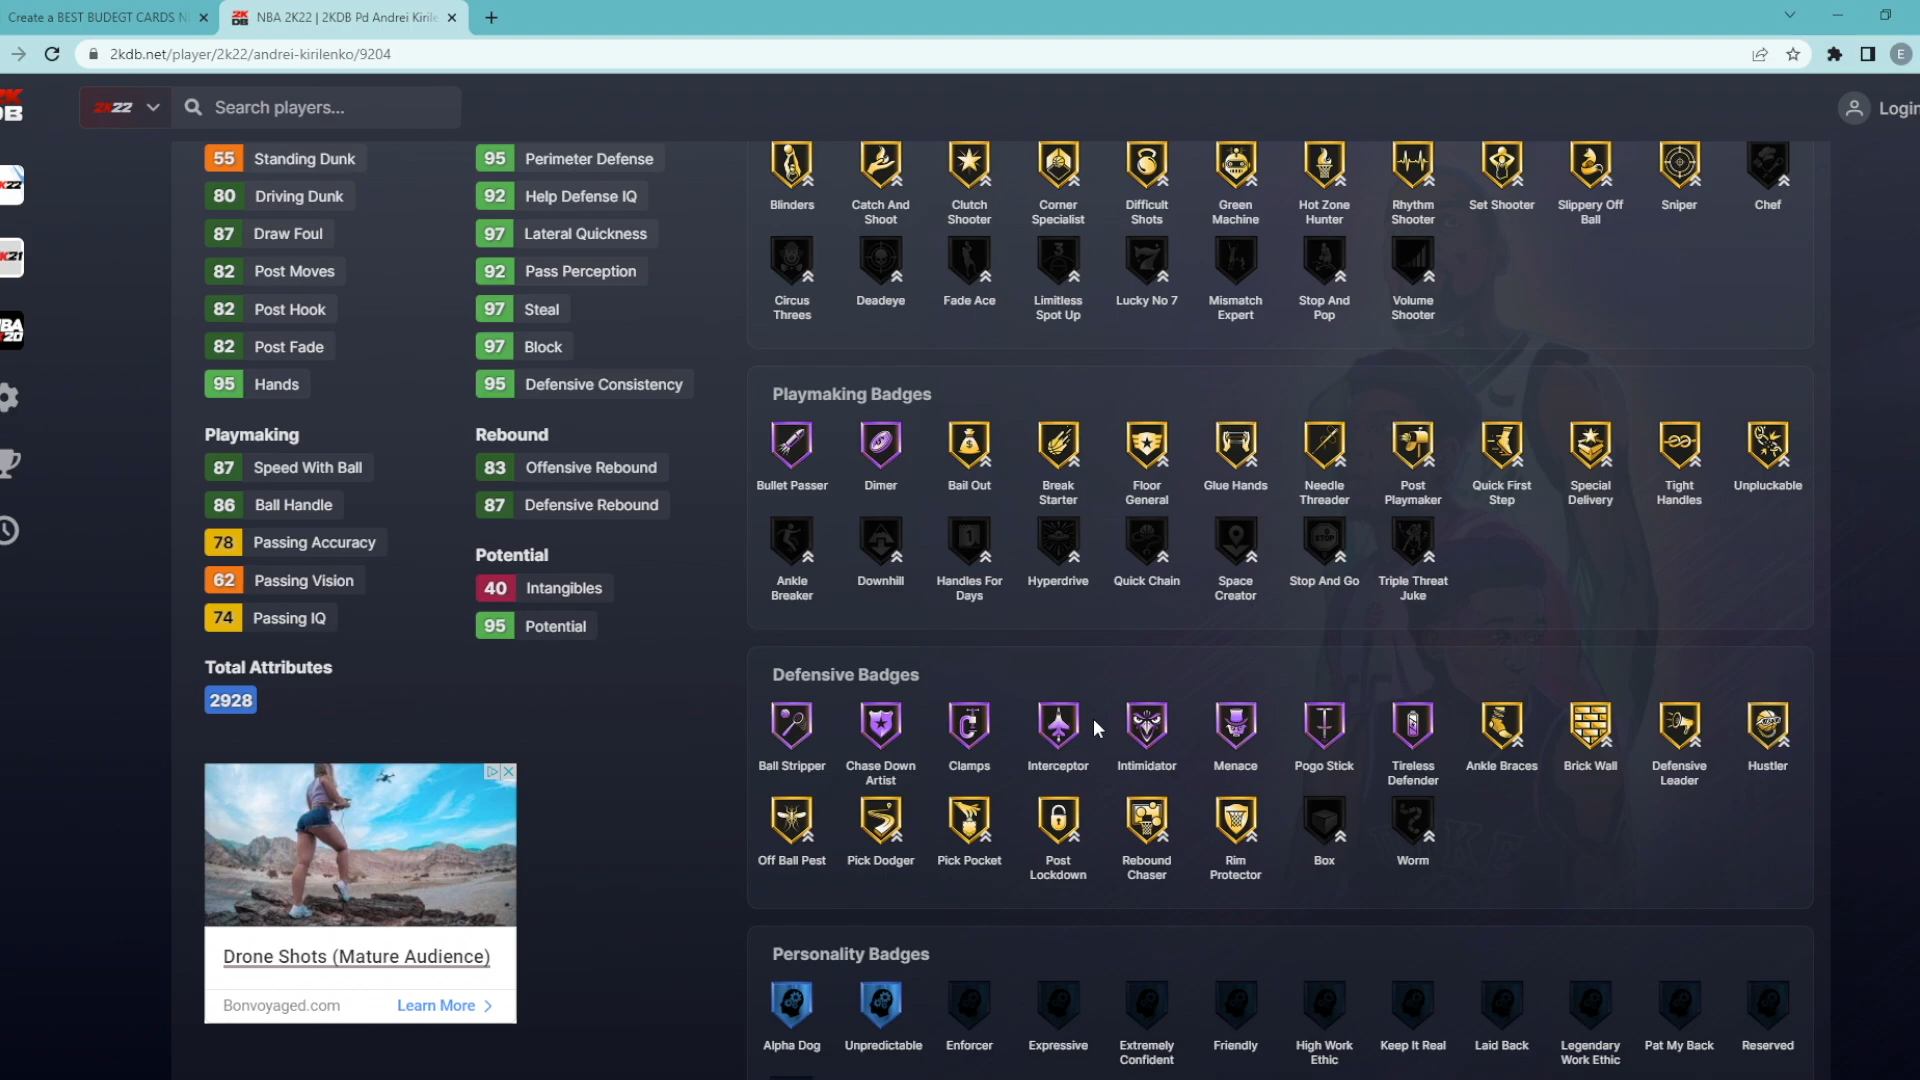 Create a BEST BUDEGT CARDS N
NBA 2K22 | 2KDB Pd Andrei Kirile
2kdb.net/player/2k22/andrei-kirilenko/9204
E
2K
DB
2K22
Search players...
Login
55 Standing Dunk
80 Driving Dunk
87 Draw Foul
82 Post Moves
82 Post Hook
82 Post Fade
95 Hands
95 Perimeter Defense
92 Help Defense IQ
97 Lateral Quickness
92 Pass Perception
97 Steal
97 Block
95 Defensive Consistency
Playmaking
87 Speed With Ball
86 Ball Handle
78 Passing Accuracy
62 Passing Vision
74 Passing IQ
Rebound
83 Offensive Rebound
87 Defensive Rebound
Potential
40 Intangibles
95 Potential
Total Attributes
2928
Drone Shots (Mature Audience)
Bonvoyaged.com
Learn More
Blinders
Catch And Shoot
Clutch Shooter
Corner Specialist
Difficult Shots
Green Machine
Hot Zone Hunter
Rhythm Shooter
Set Shooter
Slippery Off Ball
Sniper
Chef
Circus Threes
Deadeye
Fade Ace
Limitless Spot Up
Lucky No 7
Mismatch Expert
Stop And Pop
Volume Shooter
Playmaking Badges
Bullet Passer
Dimer
Bail Out
Break Starter
Floor General
Glue Hands
Needle Threader
Post Playmaker
Quick First Step
Special Delivery
Tight Handles
Unpluckable
Ankle Breaker
Downhill
Handles For Days
Hyperdrive
Quick Chain
Space Creator
Stop And Go
Triple Threat Juke
Defensive Badges
Ball Stripper
Chase Down Artist
Clamps
Interceptor
Intimidator
Menace
Pogo Stick
Tireless Defender
Ankle Braces
Brick Wall
Defensive Leader
Hustler
Off Ball Pest
Pick Dodger
Pick Pocket
Post Lockdown
Rebound Chaser
Rim Protector
Box
Worm
Personality Badges
Alpha Dog
Unpredictable
Enforcer
Expressive
Extremely Confident
Friendly
High Work Ethic
Keep It Real
Laid Back
Legendary Work Ethic
Pat My Back
Reserved